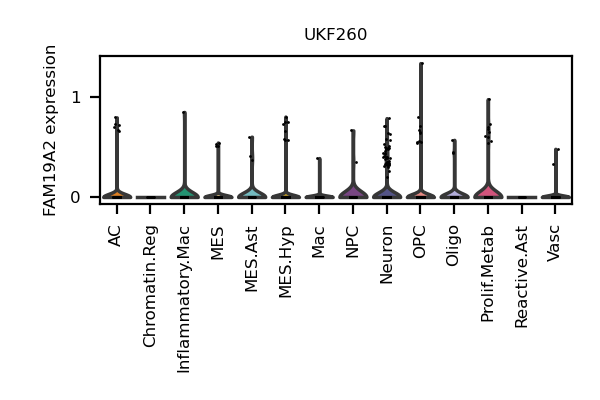 UKF260
FAM19A2 expression
1
0
AC
Chromatin.Reg
Inflammatory.Mac
MES
MES.Ast
MES.Hyp
Mac
NPC
Neuron
OPC
Oligo
Prolif.Metab
Reactive.Ast
Vasc